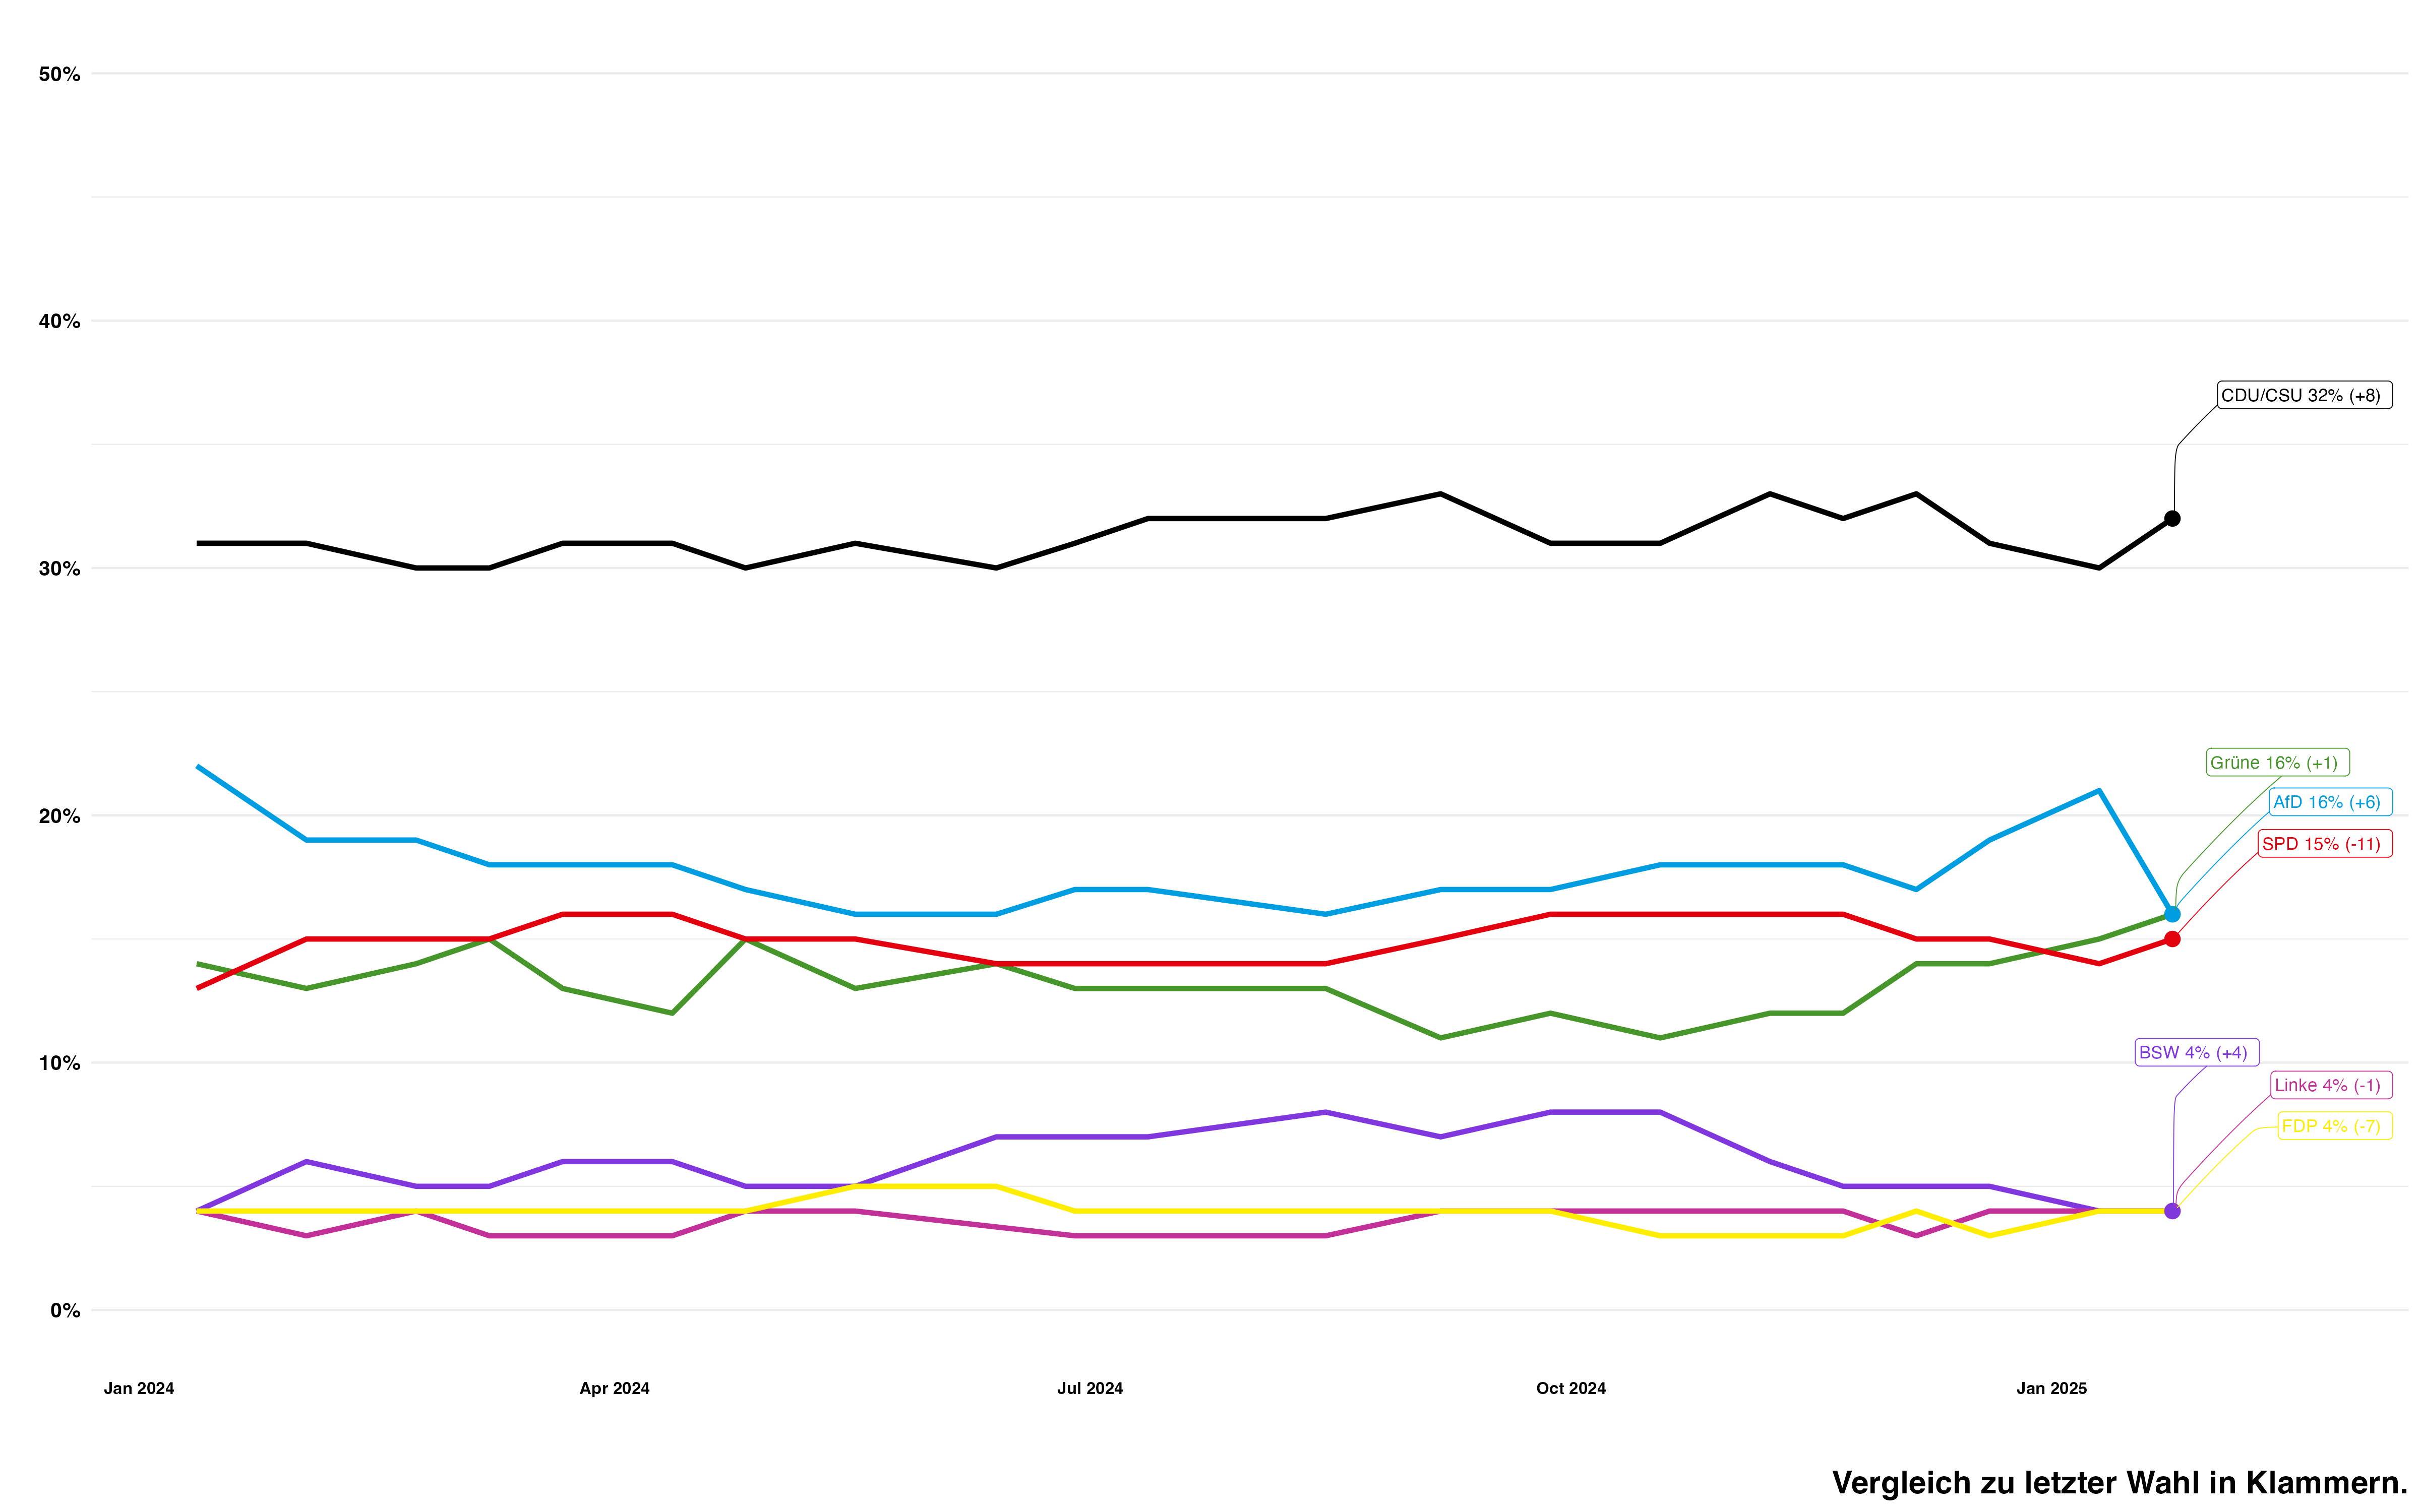 50%
40%
30%
20%
10%
0%
CDU/CSU 32% (+8)
Grüne 16% (+1)
AfD 16% (+6)
SPD 15% (-11)
BSW 4% (+4)
Linke 4% (-1)
FDP 4% (-7)
Jan 2024
Apr 2024
Jul 2024
Oct 2024
Jan 2025
Vergleich zu letzter Wahl in Klammern.